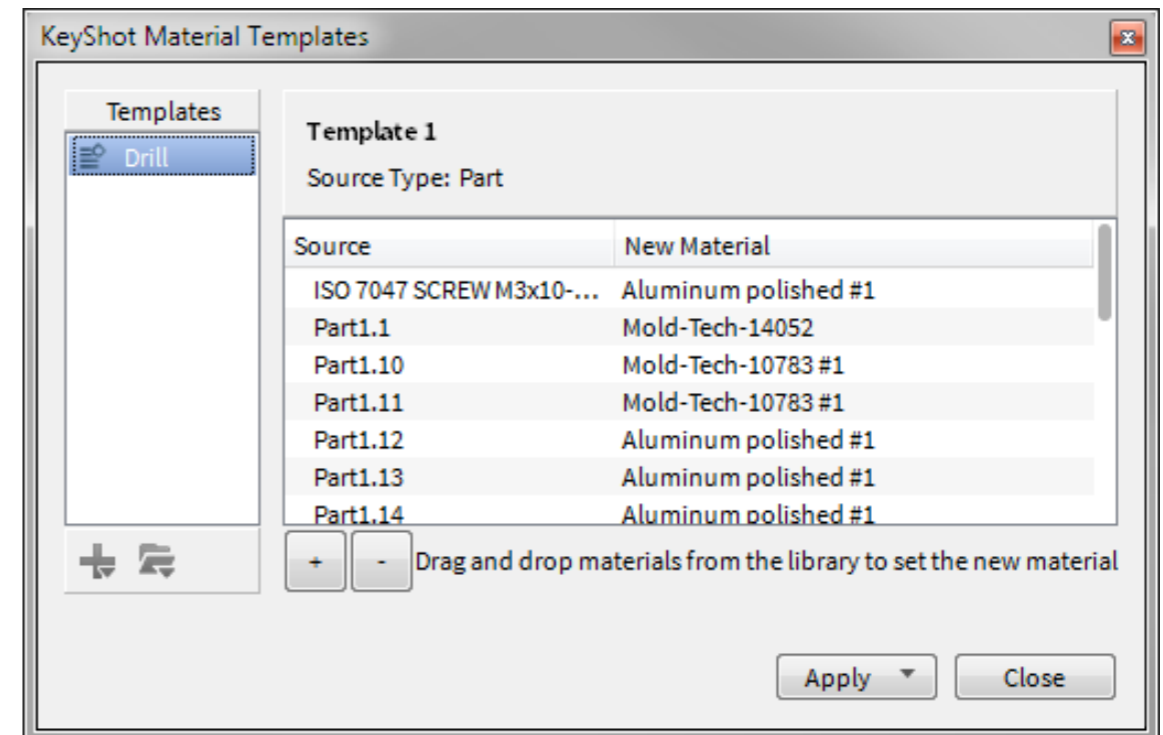 KeyShot Material Templates
Templates
Drill
Template 1
Source Type: Part
Source New Material
ISO 7047 SCREW M3x10-... Aluminum polished #1
Part1.1 Mold-Tech-14052
Part1.10 Mold-Tech-10783 #1
Part1.11 Mold-Tech-10783 #1
Part1.12 Aluminum polished #1
Part1.13 Aluminum polished #1
Part1.14 Aluminum polished #1
+ - Drag and drop materials from the library to set the new material
Apply Close